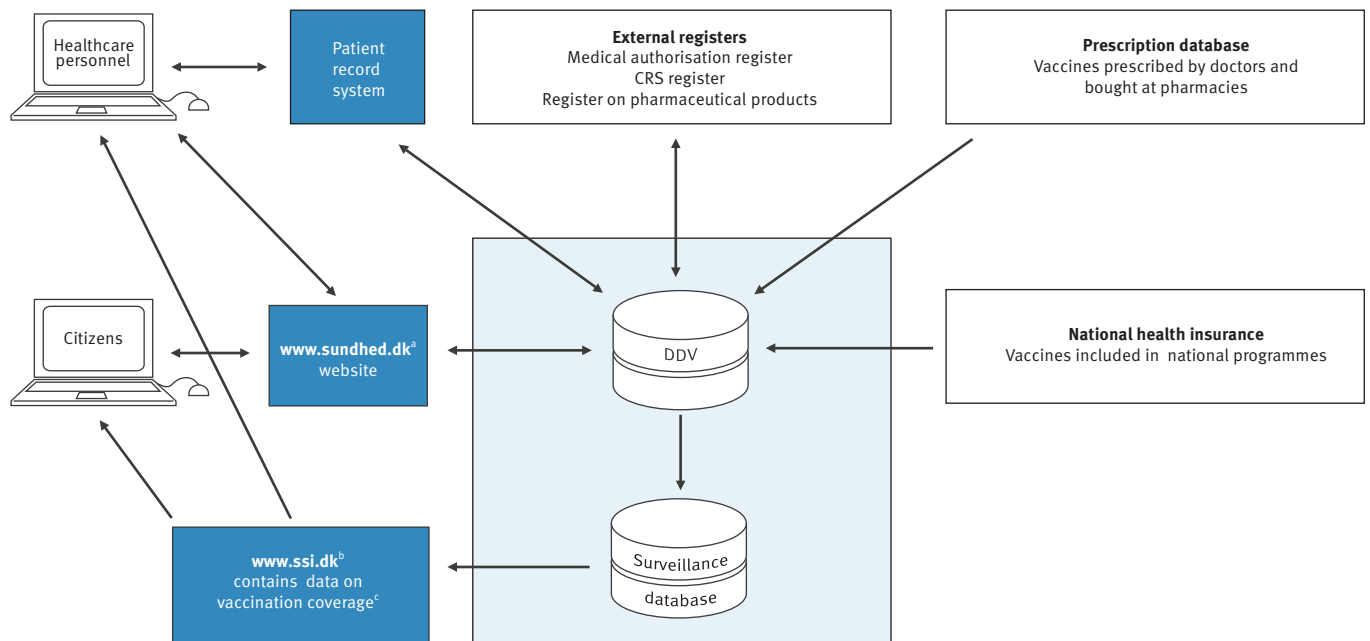 Healthcare
personnel
Patient
record
system
External registers
Medical authorisation register
CRS register
Register on pharmaceutical products
Prescription database
Vaccines prescribed by doctors and
bought at pharmacies
Citizens
www.sundhed.dkᵃ
website
DDV
National health insurance
Vaccines included in national programmes
www.ssi.dkᵇ
contains data on
vaccination coverageᶜ
Surveillance
database